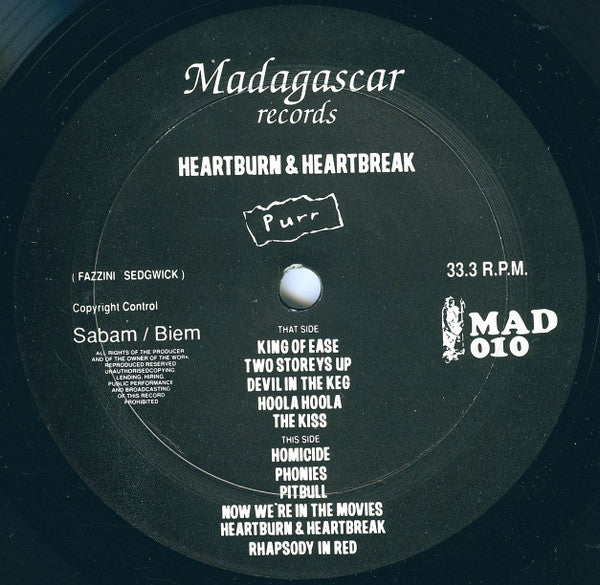 Madagascar
records
HEARTBURN & HEARTBREAK
Purr
( FAZZINI SEDGWICK )
33.3 R.P.M.
Copyright Control
Sabam / Biem
ALL RIGHTS OF THE PRODUCER
AND OF THE OWNER OF THE WORK
REPRODUCED RESERVED
UNAUTHORISEDCOPYING
LENDING. HIRING.
PUBLIC PERFORMANCE
AND BROADCASTING
OF THIS RECORD
PROHIBITED
MAD
010
THAT SIDE
KING OF EASE
TWO STOREYS UP
DEVIL IN THE KEG
HOOLA HOOLA
THE KISS
THIS SIDE
HOMICIDE
PHONIES
PITBULL
NOW WE'RE IN THE MOVIES
HEARTBURN & HEARTBREAK
RHAPSODY IN RED